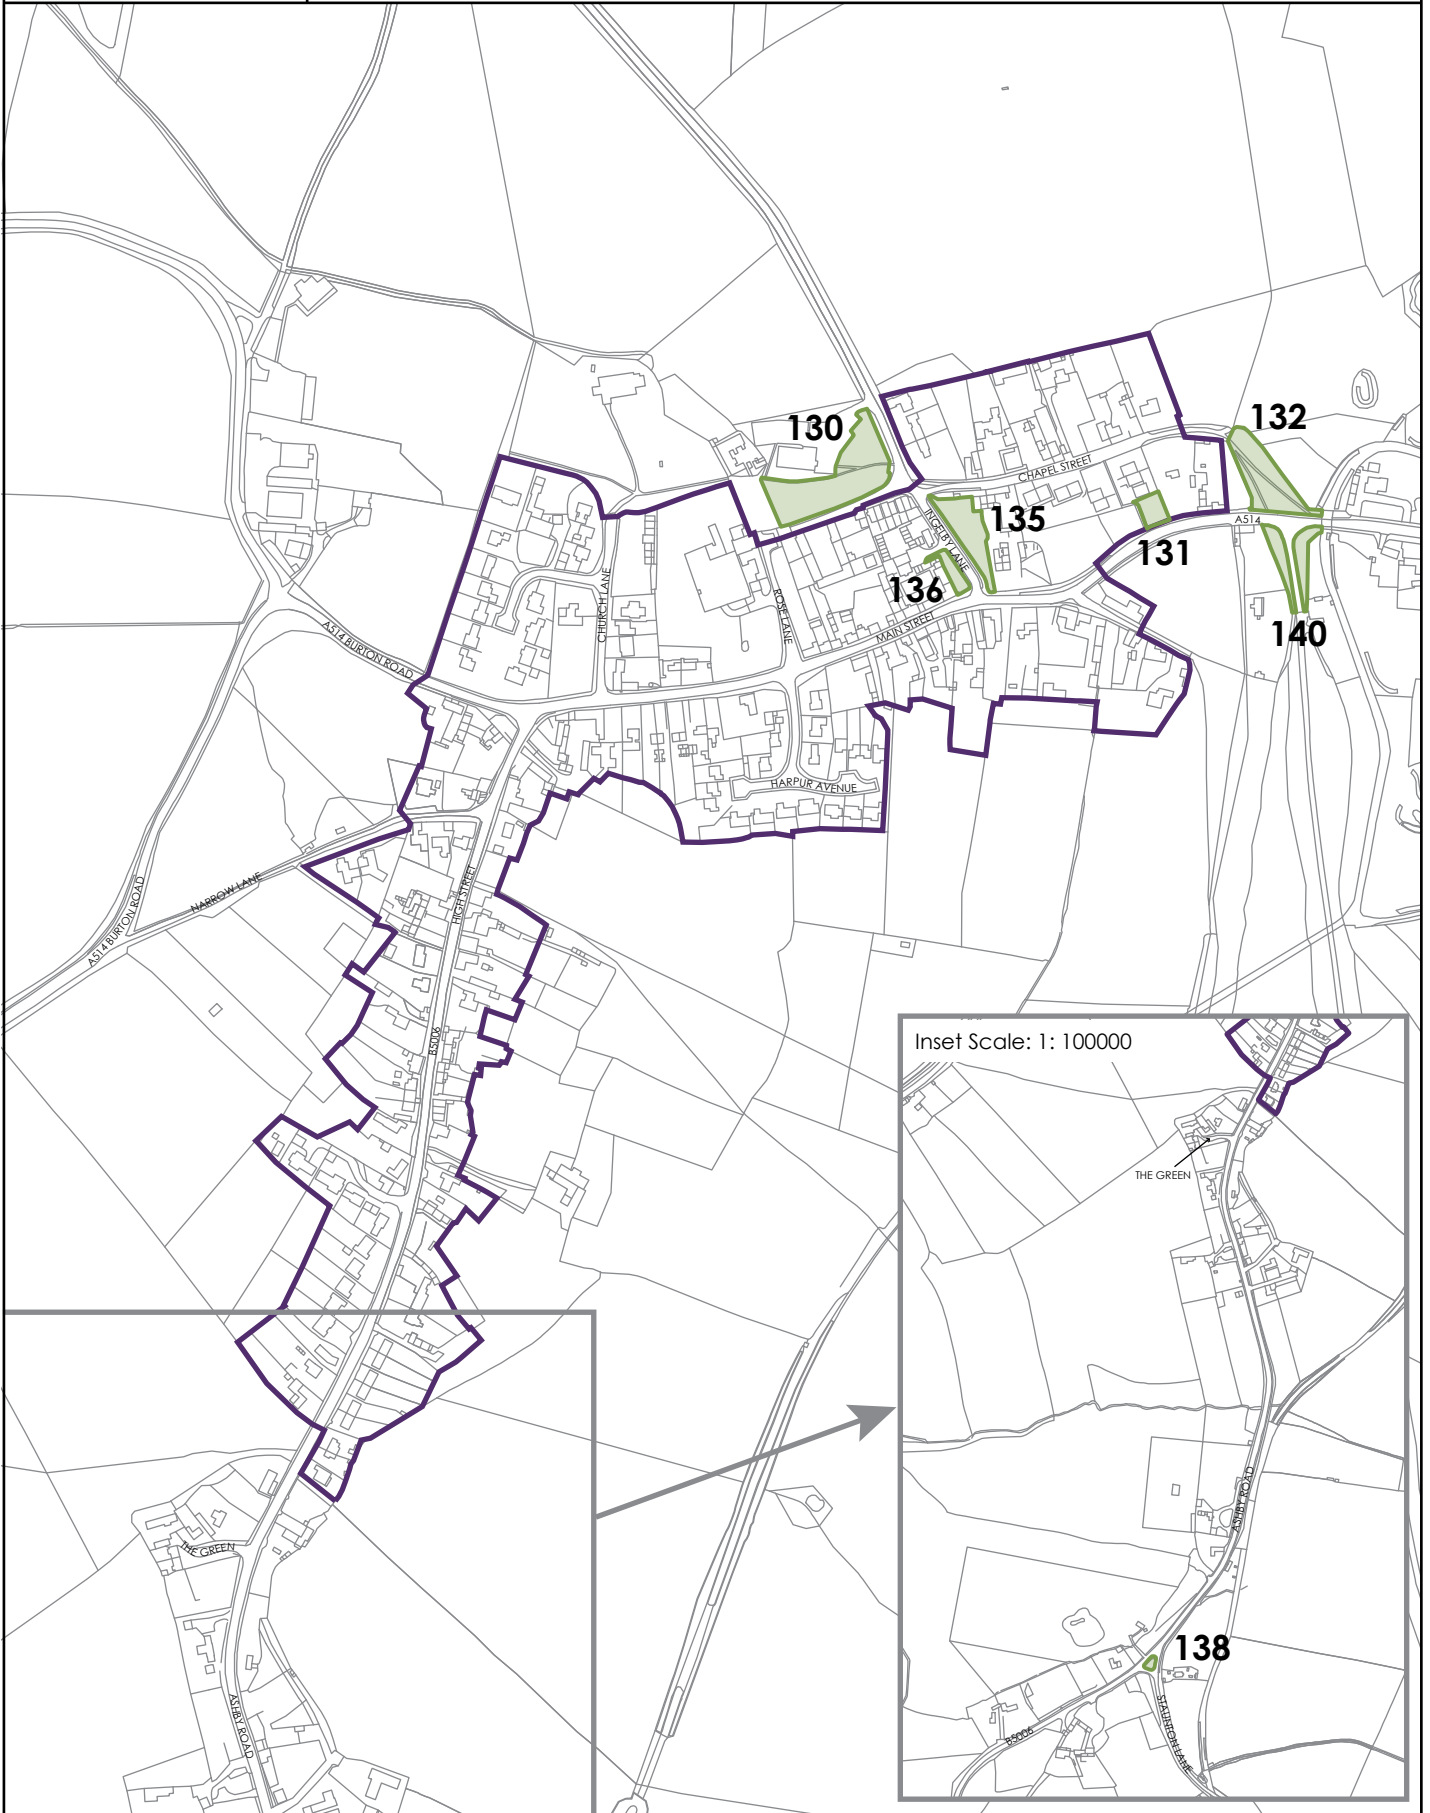 130
132
CHAPEL STREET
135
A514
INGELBY LANE
131
136
CHURCH LANE
ROSE LANE
MAIN STREET
140
A514 BURTON ROAD
HARPUR AVENUE
HIGH STREET
NARROW LANE
A514 BURTON ROAD
B5006
Inset Scale: 1: 100000
THE GREEN
ASHBY ROAD
THE GREEN
138
ASHBY ROAD
STAUNTON LANE
B5006